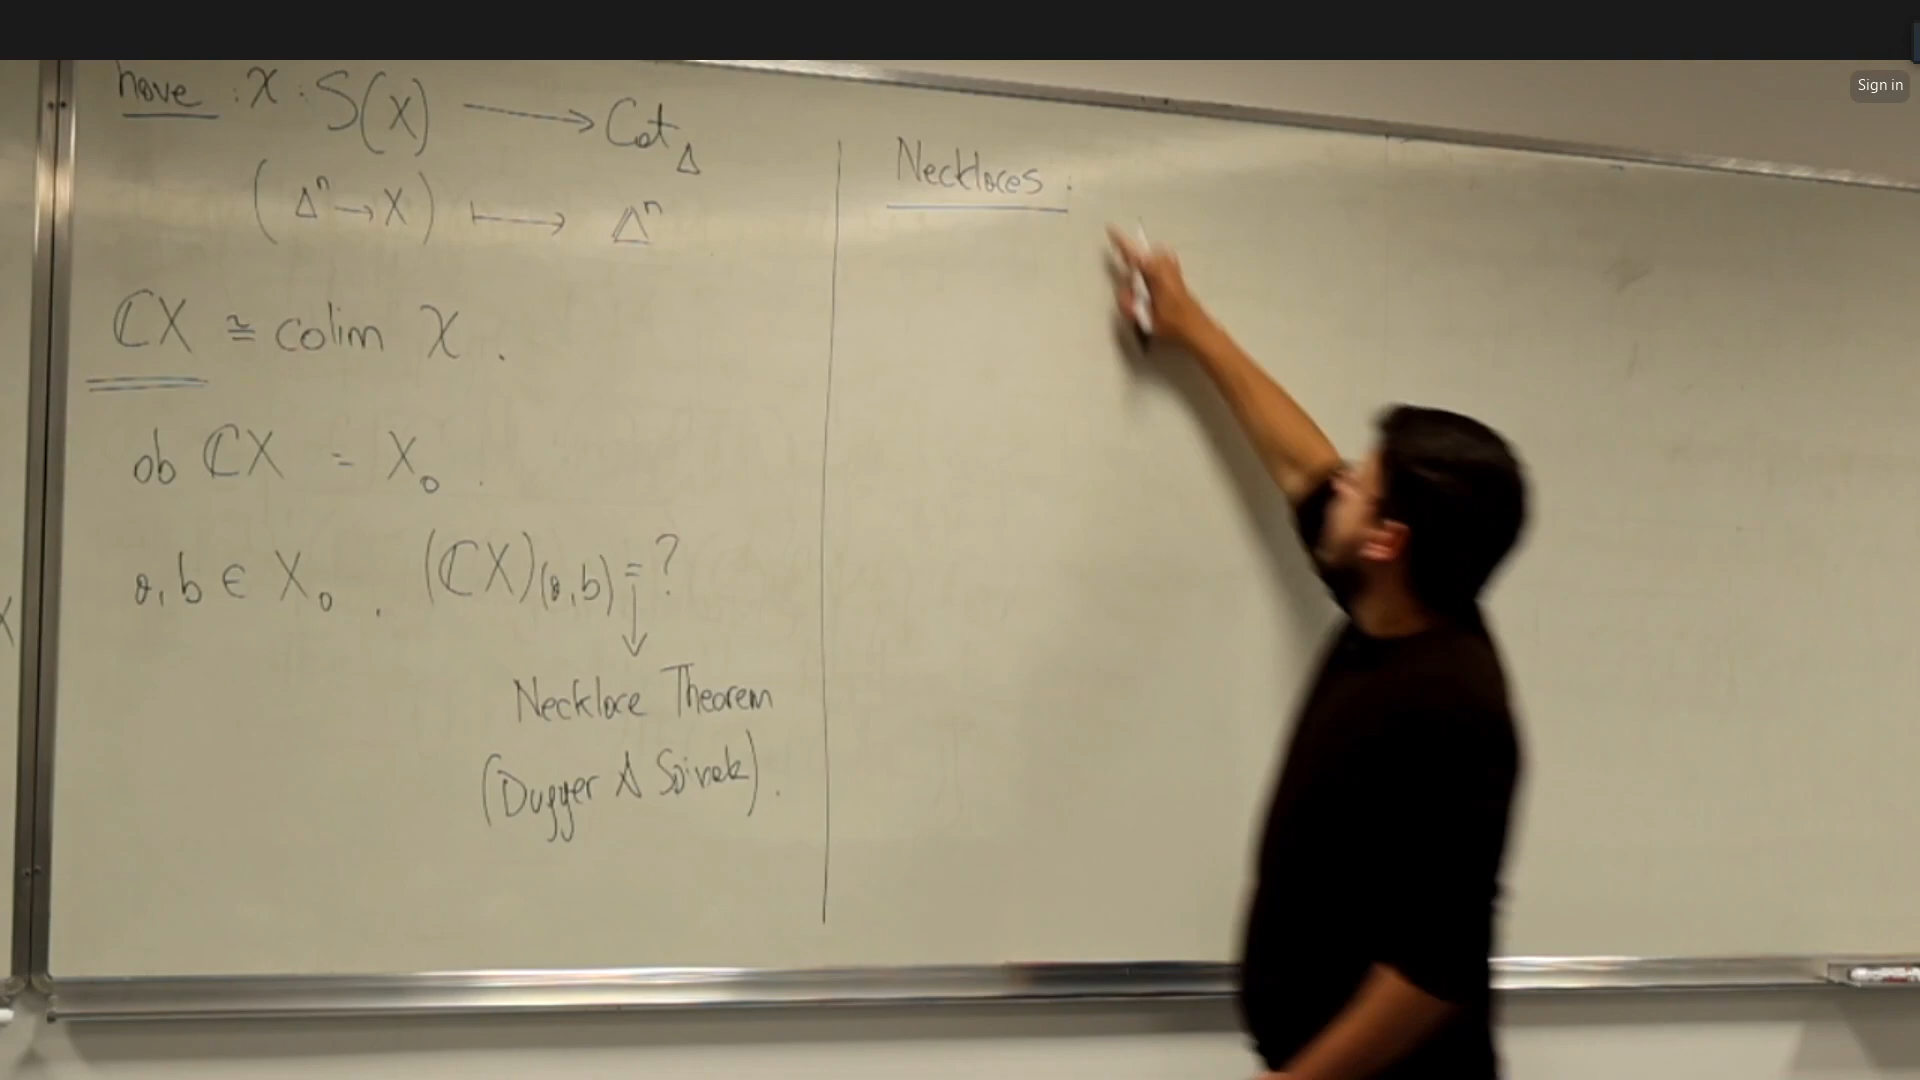 have : χ : S(X) ⟶ Cat_Δ
(Δⁿ → X) ⟼ 𝚫ⁿ
ℂX ≅ colim χ .
ob ℂX = X₀ .
a, b ∈ X₀ . (ℂX)(a,b) = ?
↓
Necklace Theorem
(Dugger & Spivak) .
Necklaces :
Sign in